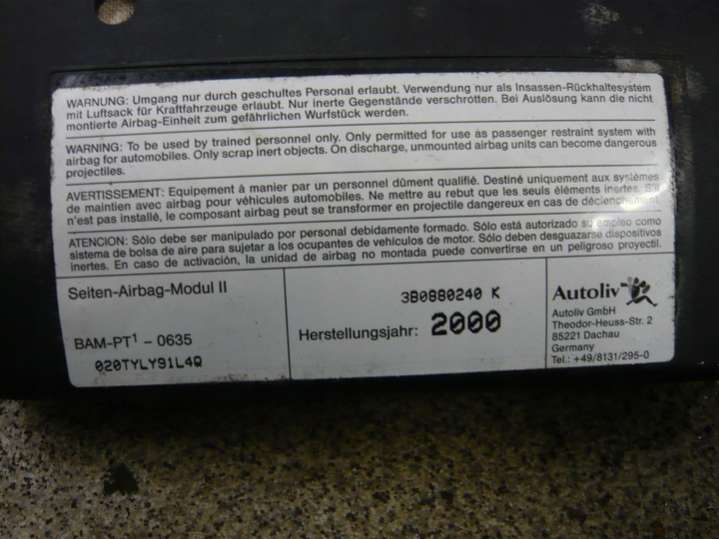 WARNUNG: Umgang nur durch geschultes Personal erlaubt. Verwendung nur als Insassen-Rückhaltesystem
mit Luftsack für Kraftfahrzeuge erlaubt. Nur inerte Gegenstände verschrotten. Bei Auslösung kann die nicht
montierte Airbag-Einheit zum gefährlichen Wurfstück werden.
WARNING: To be used by trained personnel only. Only permitted for use as passenger restraint system with
airbag for automobiles. Only scrap inert objects. On discharge, unmounted airbag units can become dangerous
projectiles.
AVERTISSEMENT: Equipement à manier par un personnel dûment qualifié. Destiné uniquement aux systèmes
de maintien avec airbag pour véhicules automobiles. Ne mettre au rebut que les seuls éléments inertes. Si
n'est pas installé, le composant airbag peut se transformer en projectile dangereux en cas de déclenchement
ATENCION: Sólo debe ser manipulado por personal debidamente formado. Sólo está autorizado su empleo como
sistema de bolsa de aire para sujetar a los ocupantes de vehículos de motor. Sólo deben desguazarse dispositivos
inertes. En caso de activación, la unidad de airbag no montada puede convertirse en un peligroso proyectil.
Seiten-Airbag-Modul II
BAM-PT1 - 0635
020TYLY91L4Q
3B0880240 K
Herstellungsjahr: 2000
Autoliv
Autoliv GmbH
Theodor-Heuss-Str. 2
85221 Dachau
Germany
Tel.: +49/8131/295-0